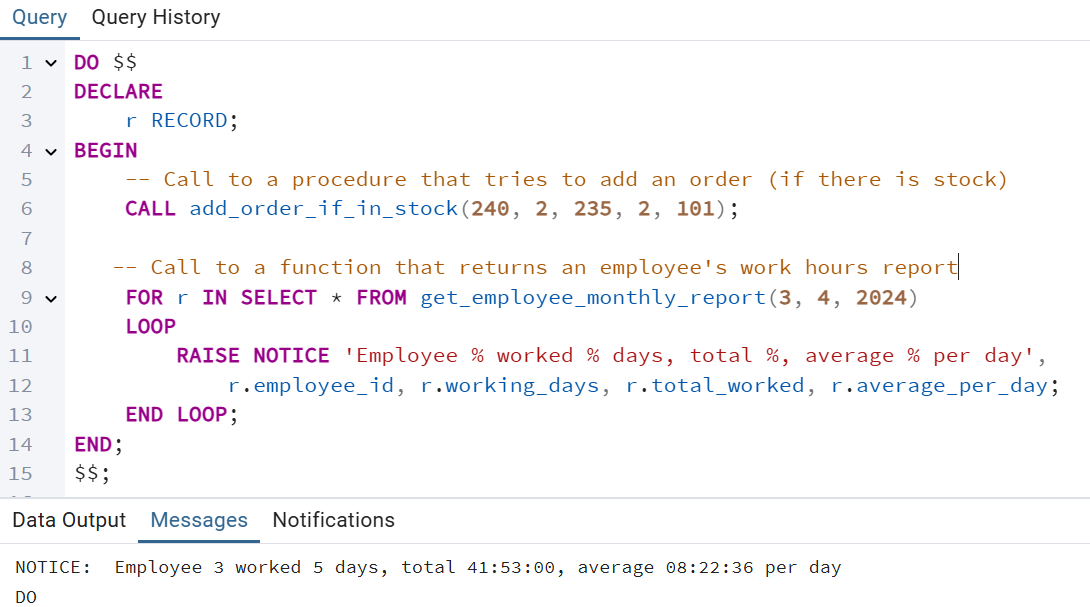 Query Query History
1 DO $$
2 DECLARE
3 r RECORD;
4 BEGIN
5 -- Call to a procedure that tries to add an order (if there is stock)
6 CALL add_order_if_in_stock(240, 2, 235, 2, 101);
7
8 -- Call to a function that returns an employee's work hours report
9 FOR r IN SELECT * FROM get_employee_monthly_report(3, 4, 2024)
10 LOOP
11 RAISE NOTICE 'Employee % worked % days, total %, average % per day',
12 r.employee_id, r.working_days, r.total_worked, r.average_per_day;
13 END LOOP;
14 END;
15 $$;
Data Output Messages Notifications
NOTICE: Employee 3 worked 5 days, total 41:53:00, average 08:22:36 per day
DO